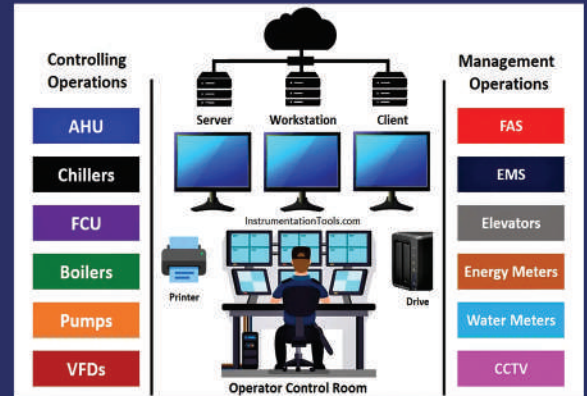 Controlling
Operations
AHU
Chillers
FCU
Boilers
Pumps
VFDs
Server
Workstation
Client
InstrumentationTools.com
Printer
Drive
Operator Control Room
Management
Operations
FAS
EMS
Elevators
Energy Meters
Water Meters
CCTV